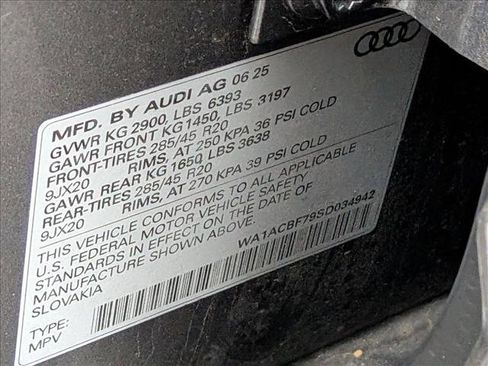 MFD. BY AUDI AG 06 25
GVWR KG 2900, LBS 6393
GAWR FRONT KG 1450, LBS 3197
FRONT-TIRES 285/45 R20
9JX20 RIMS, AT 250 KPA 36 PSI COLD
GAWR REAR KG 1650 LBS 3638
REAR-TIRES 285/45 R20
9JX20 RIMS, AT 270 KPA 39 PSI COLD
THIS VEHICLE CONFORMS TO ALL APPLICABLE
U.S. FEDERAL MOTOR VEHICLE SAFETY
STANDARDS IN EFFECT ON THE DATE OF
MANUFACTURE SHOWN ABOVE.
SLOVAKIA
WA1ACBF79SD034942
TYPE:
MPV